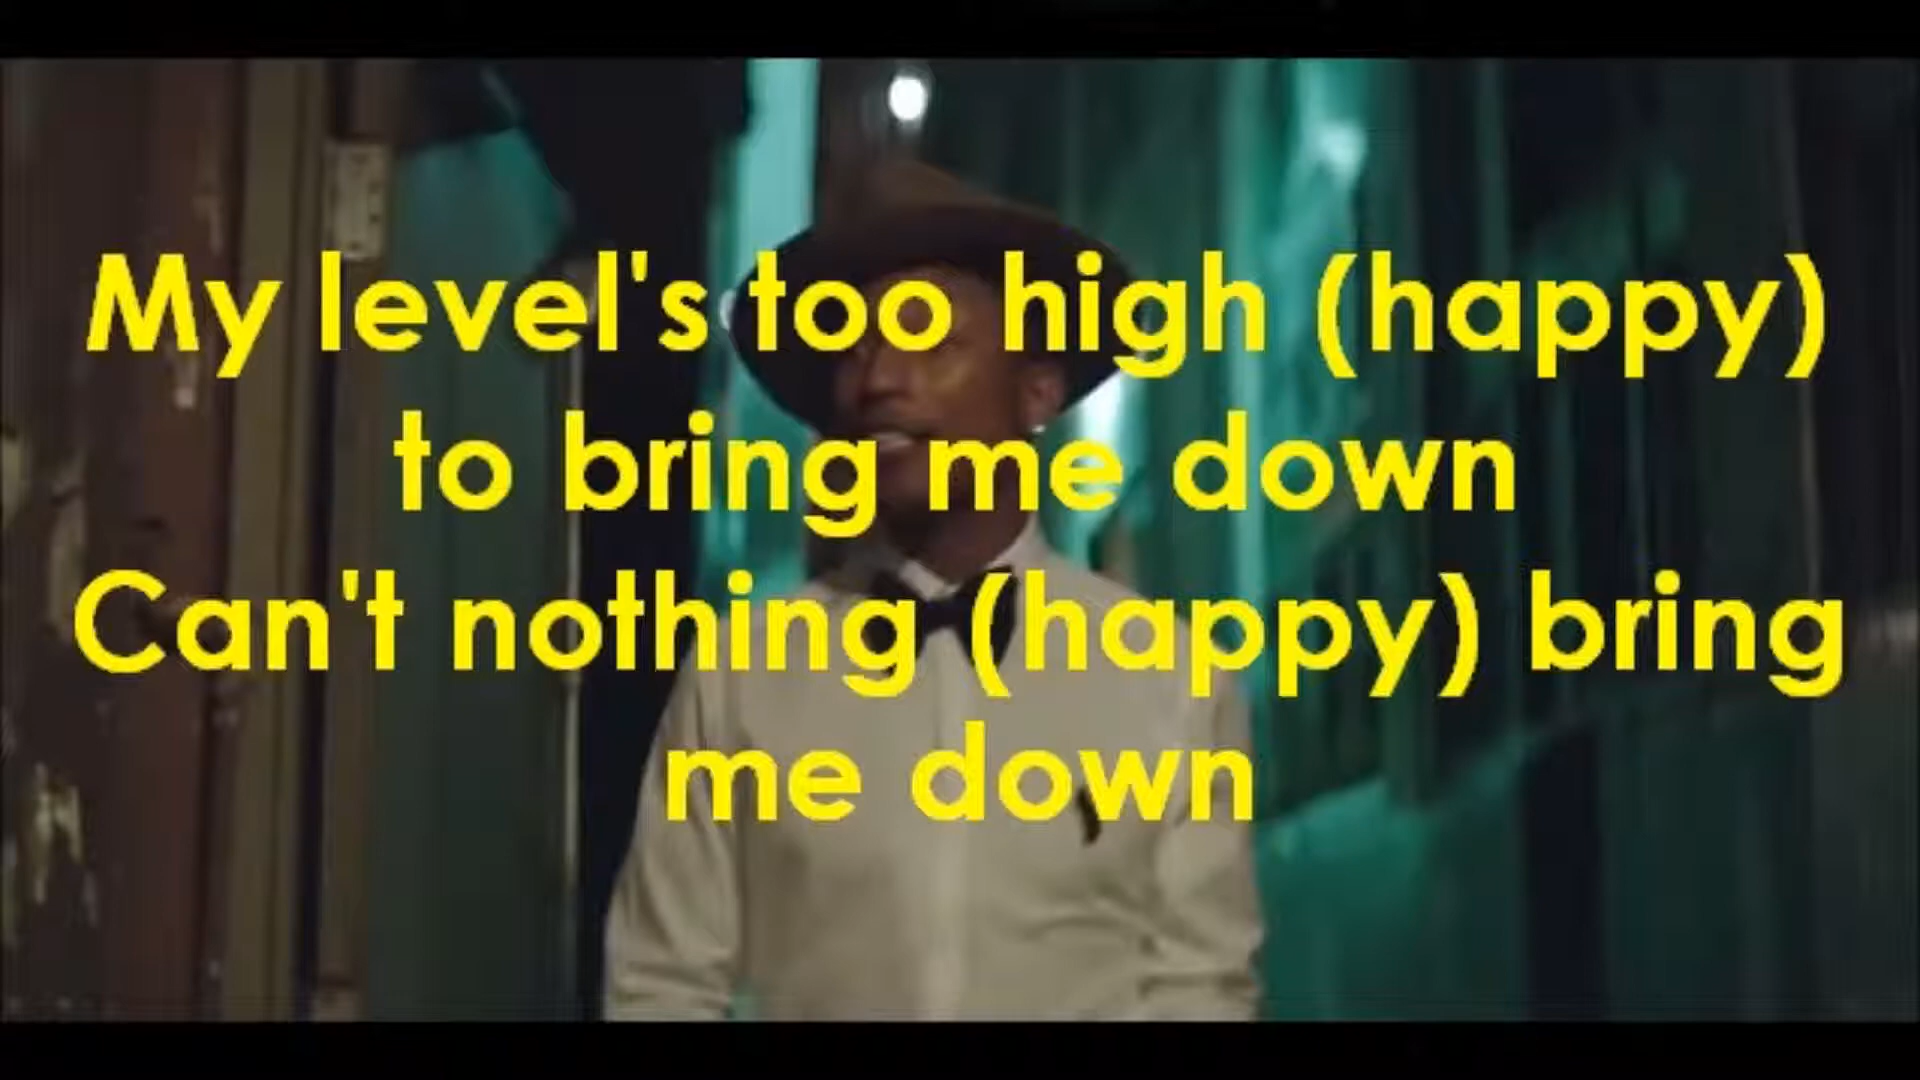 My level's too high (happy)
to bring me down
Can't nothing (happy) bring
me down